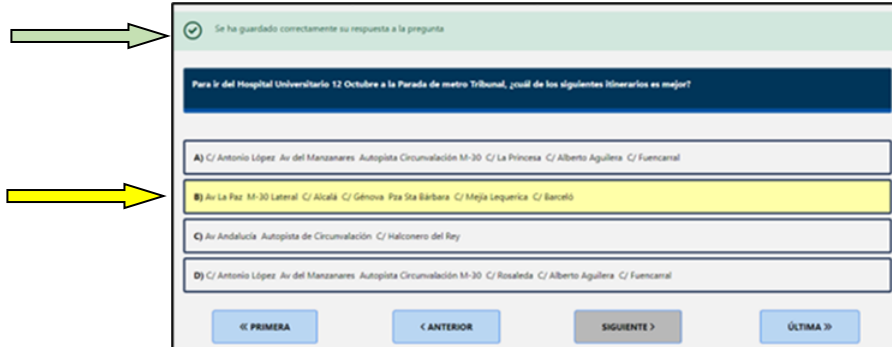 Se ha guardado correctamente su respuesta a la pregunta
Para ir del Hospital Universitario 12 Octubre a la Parada de metro Tribunal, ¿cuál de los siguientes itinerarios es mejor?
A) C/ Antonio López Av del Manzanares Autopista Circunvalación M-30 C/ La Princesa C/ Alberto Aguilera C/ Fuencarral
B) Av La Paz M-30 Lateral C/ Alcalá C/ Génova Pza Sta Bárbara C/ Mejía Lequerica C/ Barceló
C) Av Andalucía Autopista de Circunvalación C/ Halconero del Rey
D) C/ Antonio López Av del Manzanares Autopista Circunvalación M-30 C/ Rosaleda C/ Alberto Aguilera C/ Fuencarral
« PRIMERA < ANTERIOR SIGUIENTE > ÚLTIMA »